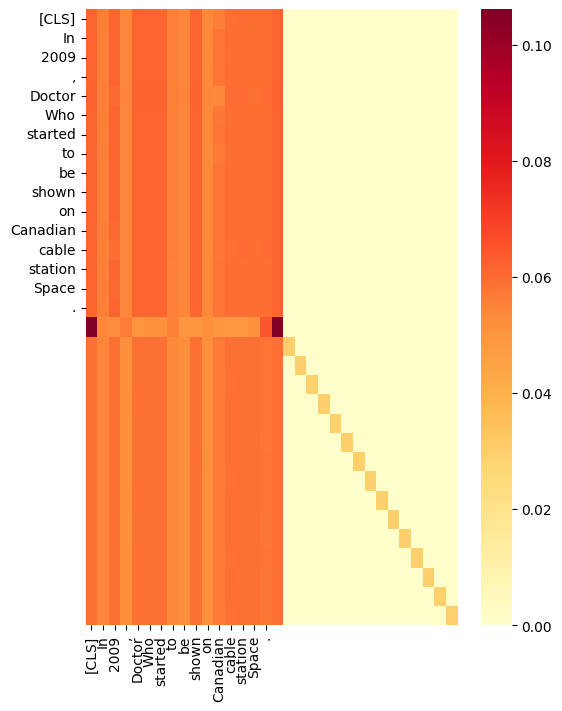 [CLS]
In
2009
,
Doctor
Who
started
to
be
shown
on
Canadian
cable
station
Space
.
[CLS]
In
2009
,
Doctor
Who
started
to
be
shown
on
Canadian
cable
station
Space
.
0.10
0.08
0.06
0.04
0.02
0.00